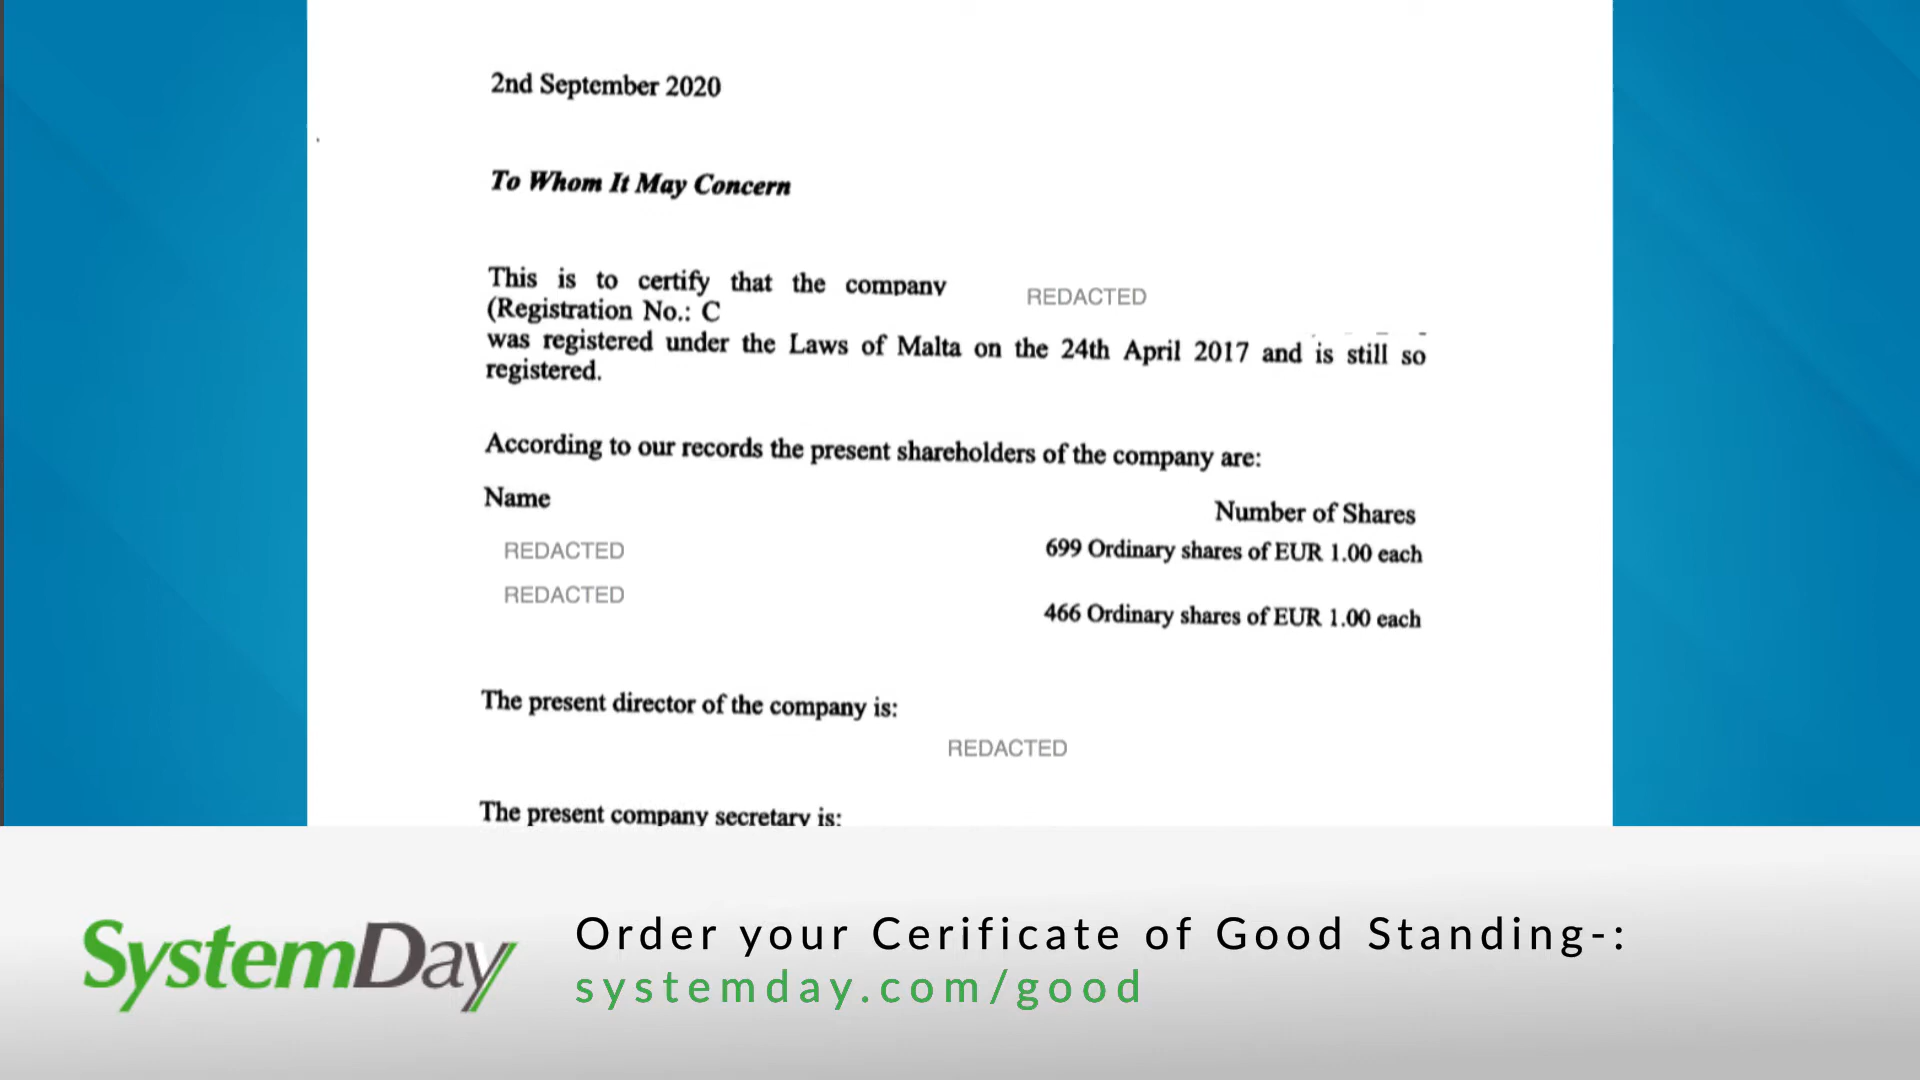 2nd September 2020
To Whom It May Concern
This is to certify that the company REDACTED
(Registration No.: C
was registered under the Laws of Malta on the 24th April 2017 and is still so
registered.
According to our records the present shareholders of the company are:
Name Number of Shares
REDACTED 699 Ordinary shares of EUR 1.00 each
REDACTED
466 Ordinary shares of EUR 1.00 each
The present director of the company is:
REDACTED
The present company secretary is:
SystemDay
Order your Cerificate of Good Standing-:
systemday.com/good